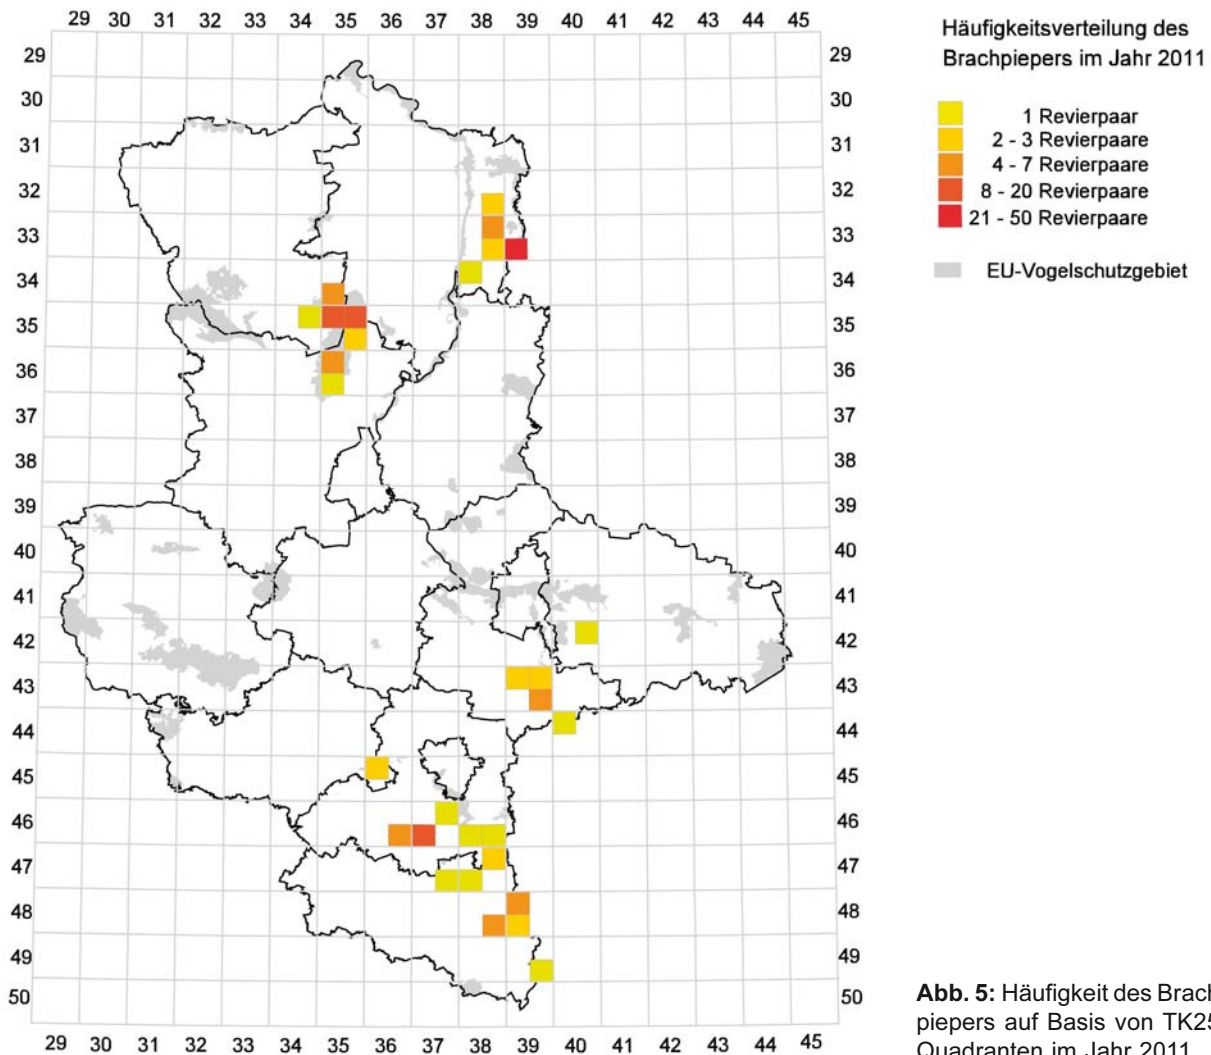 29 30 31 32 33 34 35 36 37 38 39 40 41 42 43 44 45
Häufigkeitsverteilung des
Brachpiepers im Jahr 2011
1 Revierpaar
2 - 3 Revierpaare
4 - 7 Revierpaare
8 - 20 Revierpaare
21 - 50 Revierpaare
EU-Vogelschutzgebiet
29 29
30 30
31 31
32 32
33 33
34 34
35 35
36 36
37 37
38 38
39 39
40 40
41 41
42 42
43 43
44 44
45 45
46 46
47 47
48 48
49 49
50 50
29 30 31 32 33 34 35 36 37 38 39 40 41 42 43 44 45
Abb. 5: Häufigkeit des Brach
piepers auf Basis von TK25
Quadranten im Jahr 2011